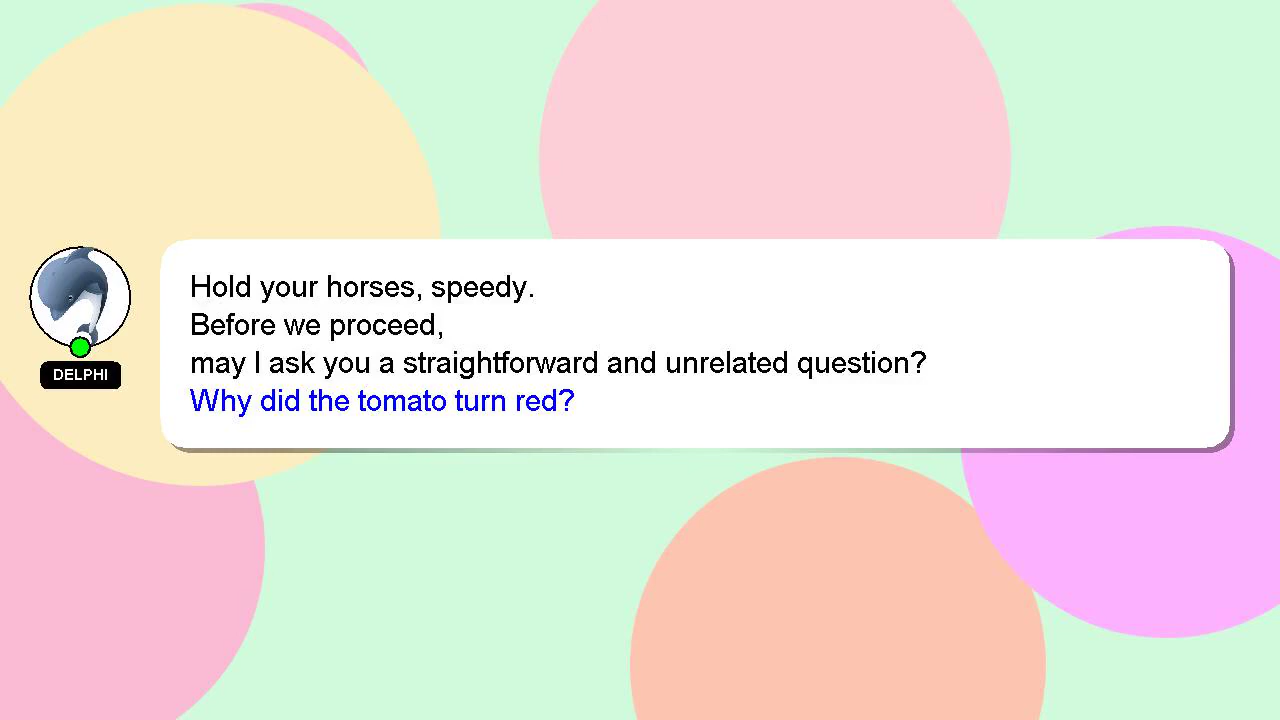 Hold your horses, speedy.
Before we proceed,
may I ask you a straightforward and unrelated question?
Why did the tomato turn red?
DELPHI